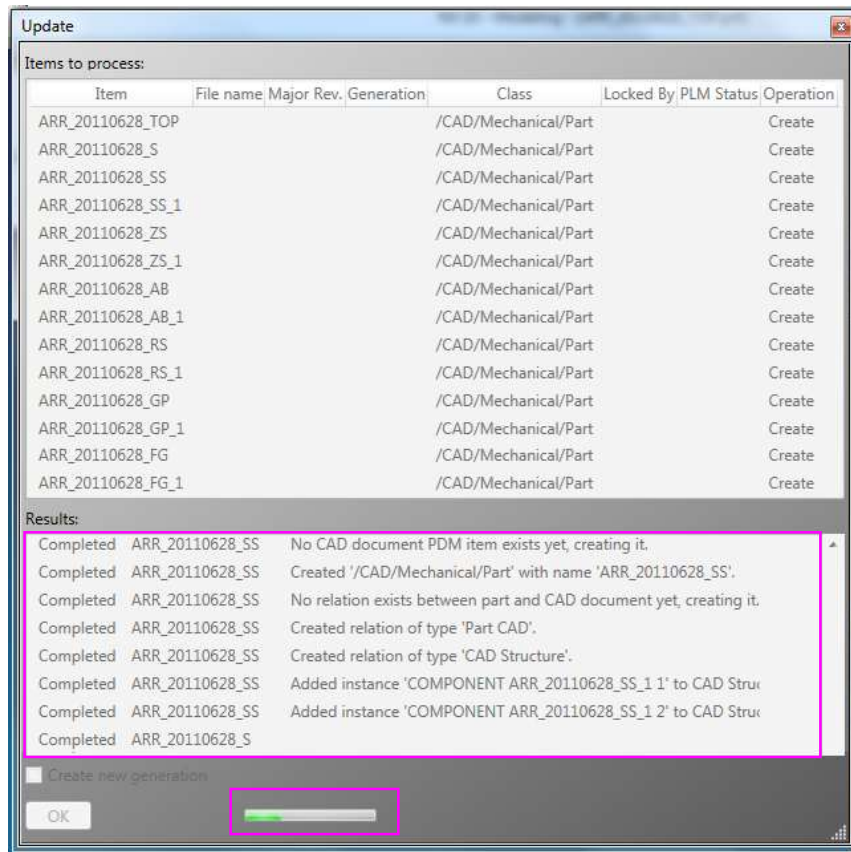 Update
Items to process:
Item File name Major Rev. Generation Class Locked By PLM Status Operation
ARR_20110628_TOP /CAD/Mechanical/Part Create
ARR_20110628_S /CAD/Mechanical/Part Create
ARR_20110628_SS /CAD/Mechanical/Part Create
ARR_20110628_SS_1 /CAD/Mechanical/Part Create
ARR_20110628_ZS /CAD/Mechanical/Part Create
ARR_20110628_ZS_1 /CAD/Mechanical/Part Create
ARR_20110628_AB /CAD/Mechanical/Part Create
ARR_20110628_AB_1 /CAD/Mechanical/Part Create
ARR_20110628_RS /CAD/Mechanical/Part Create
ARR_20110628_RS_1 /CAD/Mechanical/Part Create
ARR_20110628_GP /CAD/Mechanical/Part Create
ARR_20110628_GP_1 /CAD/Mechanical/Part Create
ARR_20110628_FG /CAD/Mechanical/Part Create
ARR_20110628_FG_1 /CAD/Mechanical/Part Create
Results:
Completed ARR_20110628_SS No CAD document PDM item exists yet, creating it.
Completed ARR_20110628_SS Created '/CAD/Mechanical/Part' with name 'ARR_20110628_SS'.
Completed ARR_20110628_SS No relation exists between part and CAD document yet, creating it.
Completed ARR_20110628_SS Created relation of type 'Part CAD'.
Completed ARR_20110628_SS Created relation of type 'CAD Structure'.
Completed ARR_20110628_SS Added instance 'COMPONENT ARR_20110628_SS_1 1' to CAD Struc
Completed ARR_20110628_SS Added instance 'COMPONENT ARR_20110628_SS_1 2' to CAD Struc
Completed ARR_20110628_S
Create new generation
OK